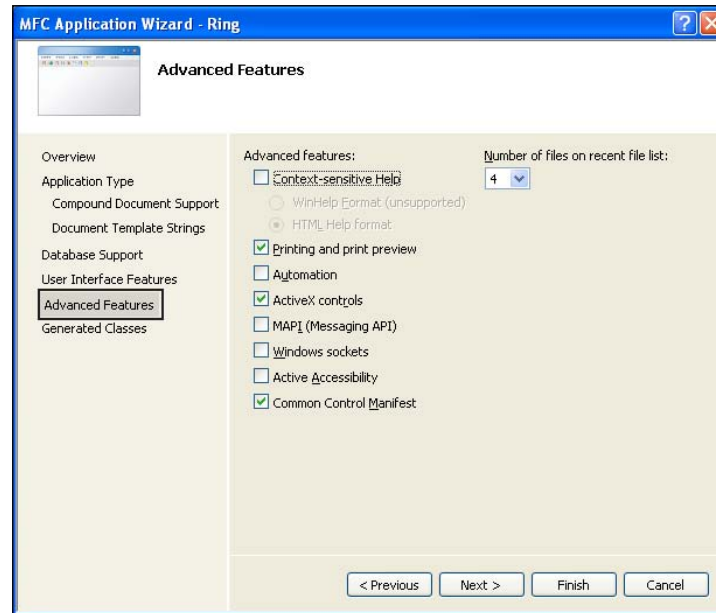 MFC Application Wizard - Ring
Advanced Features
Overview
Application Type
Compound Document Support
Document Template Strings
Database Support
User Interface Features
Advanced Features
Generated Classes
Advanced features:
Context-sensitive Help
WinHelp Format (unsupported)
HTML Help format
Printing and print preview
Automation
ActiveX controls
MAPI (Messaging API)
Windows sockets
Active Accessibility
Common Control Manifest
Number of files on recent file list:
4
< Previous
Next >
Finish
Cancel